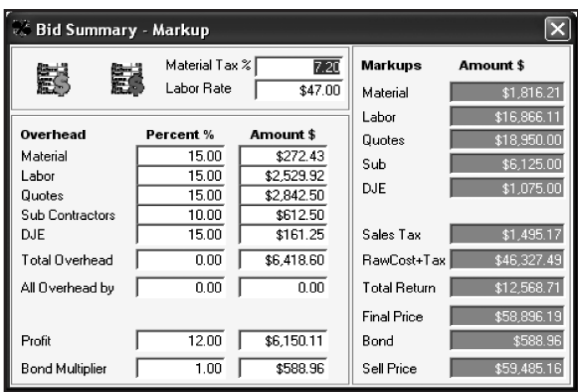 Bid Summary - Markup
Material Tax % 7.20
Labor Rate $47.00
Overhead Percent % Amount $
Material 15.00 $272.43
Labor 15.00 $2,529.92
Quotes 15.00 $2,842.50
Sub Contractors 10.00 $612.50
DJE 15.00 $161.25
Total Overhead 0.00 $6,418.60
All Overhead by 0.00 0.00
Profit 12.00 $6,150.11
Bond Multiplier 1.00 $588.96
Markups Amount $
Material $1,816.21
Labor $16,866.11
Quotes $18,950.00
Sub $6,125.00
DJE $1,075.00
Sales Tax $1,495.17
RawCost+Tax $46,327.49
Total Return $12,568.71
Final Price $58,896.19
Bond $588.96
Sell Price $59,485.16